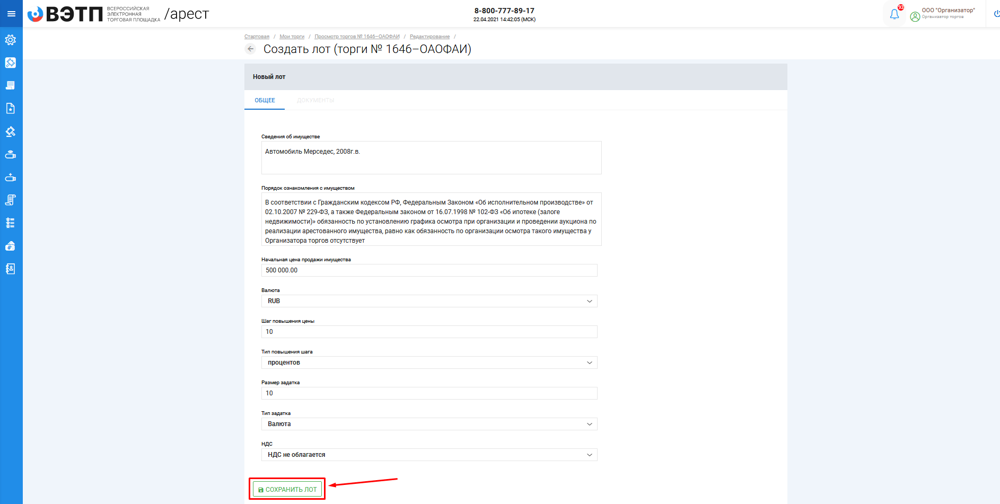 ВЭТП ВСЕРОССИЙСКАЯ
ЭЛЕКТРОННАЯ
ТОРГОВАЯ ПЛОЩАДКА /арест
8-800-777-89-17
22.04.2021 14:42:05 (МСК)
93
ООО "Организатор"
Организатор торгов
Стартовая / Мои торги / Просмотр торгов № 1646–ОАОФАИ / Редактирование /
Создать лот (торги № 1646–ОАОФАИ)
Новый лот
ОБЩЕЕ ДОКУМЕНТЫ
Сведения об имуществе
Автомобиль Мерседес, 2008г.в.
Порядок ознакомления с имуществом
В соответствии с Гражданским кодексом РФ, Федеральным Законом «Об исполнительном производстве» от
02.10.2007 № 229-ФЗ, а также Федеральным законом от 16.07.1998 № 102-ФЗ «Об ипотеке (залоге
недвижимости)» обязанность по установлению графика осмотра при организации и проведении аукциона по
реализации арестованного имущества, равно как обязанность по организации осмотра такого имущества у
Организатора торгов отсутствует
Начальная цена продажи имущества
500 000.00
Валюта
RUB
Шаг повышения цены
10
Тип повышения шага
процентов
Размер задатка
10
Тип задатка
Валюта
НДС
НДС не облагается
СОХРАНИТЬ ЛОТ